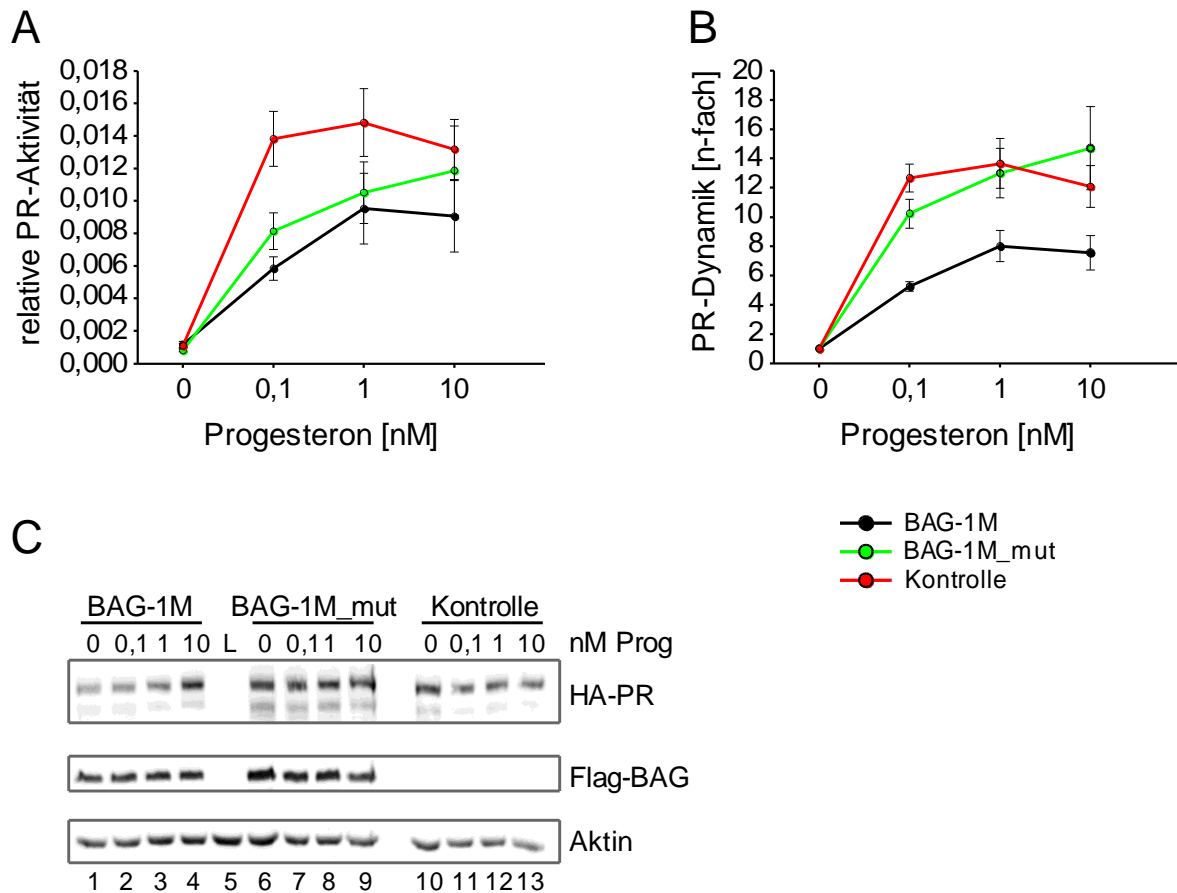 A
relative PR-Aktivität
0,018
0,016
0,014
0,012
0,010
0,008
0,006
0,004
0,002
0,000
0 0,1 1 10
Progesteron [nM]
B
PR-Dynamik [n-fach]
20
18
16
14
12
10
8
6
4
2
0
0 0,1 1 10
Progesteron [nM]
BAG-1M
BAG-1M_mut
Kontrolle
C
BAG-1M BAG-1M_mut Kontrolle
0 0,1 1 10 L 0 0,1 1 10 0 0,1 1 10 nM Prog
HA-PR
Flag-BAG
Aktin
1 2 3 4 5 6 7 8 9 10 11 12 13